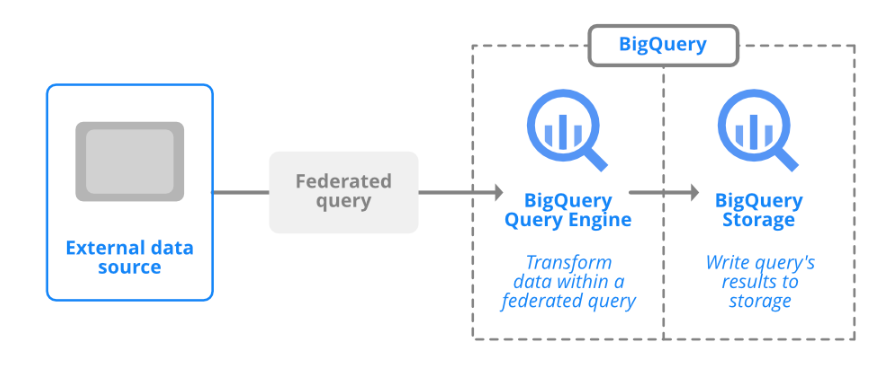 BigQuery
External data
source
Federated
query
BigQuery
Query Engine
Transform
data within a
federated query
BigQuery
Storage
Write query's
results to
storage